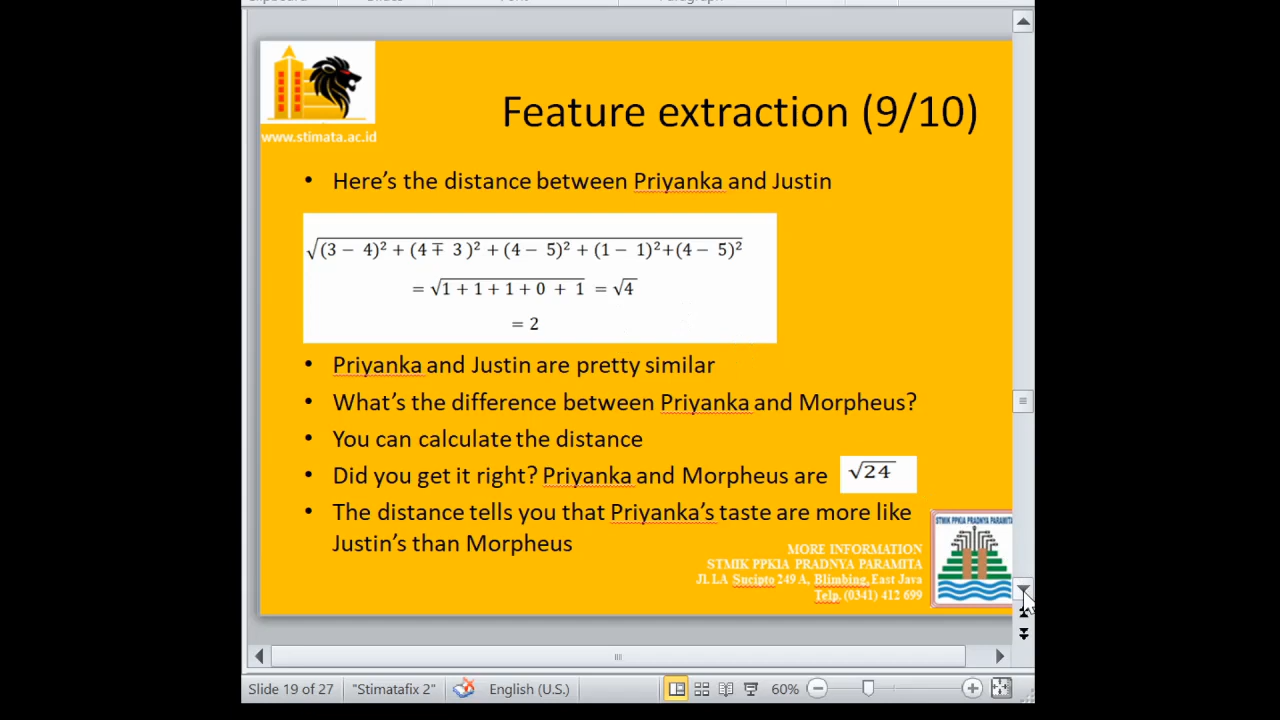 www.stimata.ac.id
Feature extraction (9/10)
• Here's the distance between Priyanka and Justin
√(3 − 4)² + (4 ∓ 3 )² + (4 − 5)² + (1 − 1)²+(4 − 5)²
= √1 + 1 + 1 + 0 + 1 = √4
= 2
• Priyanka and Justin are pretty similar
• What's the difference between Priyanka and Morpheus?
• You can calculate the distance
• Did you get it right? Priyanka and Morpheus are √24
• The distance tells you that Priyanka's taste are more like
Justin's than Morpheus
STMIK PPKIA PRADNYA PARAMITA
MORE INFORMATION
STMIK PPKIA PRADNYA PARAMITA
Jl. LA Sucipto 249 A, Blimbing, East Java
Telp. (0341) 412 699
Slide 19 of 27
"Stimatafix 2"
English (U.S.)
60%